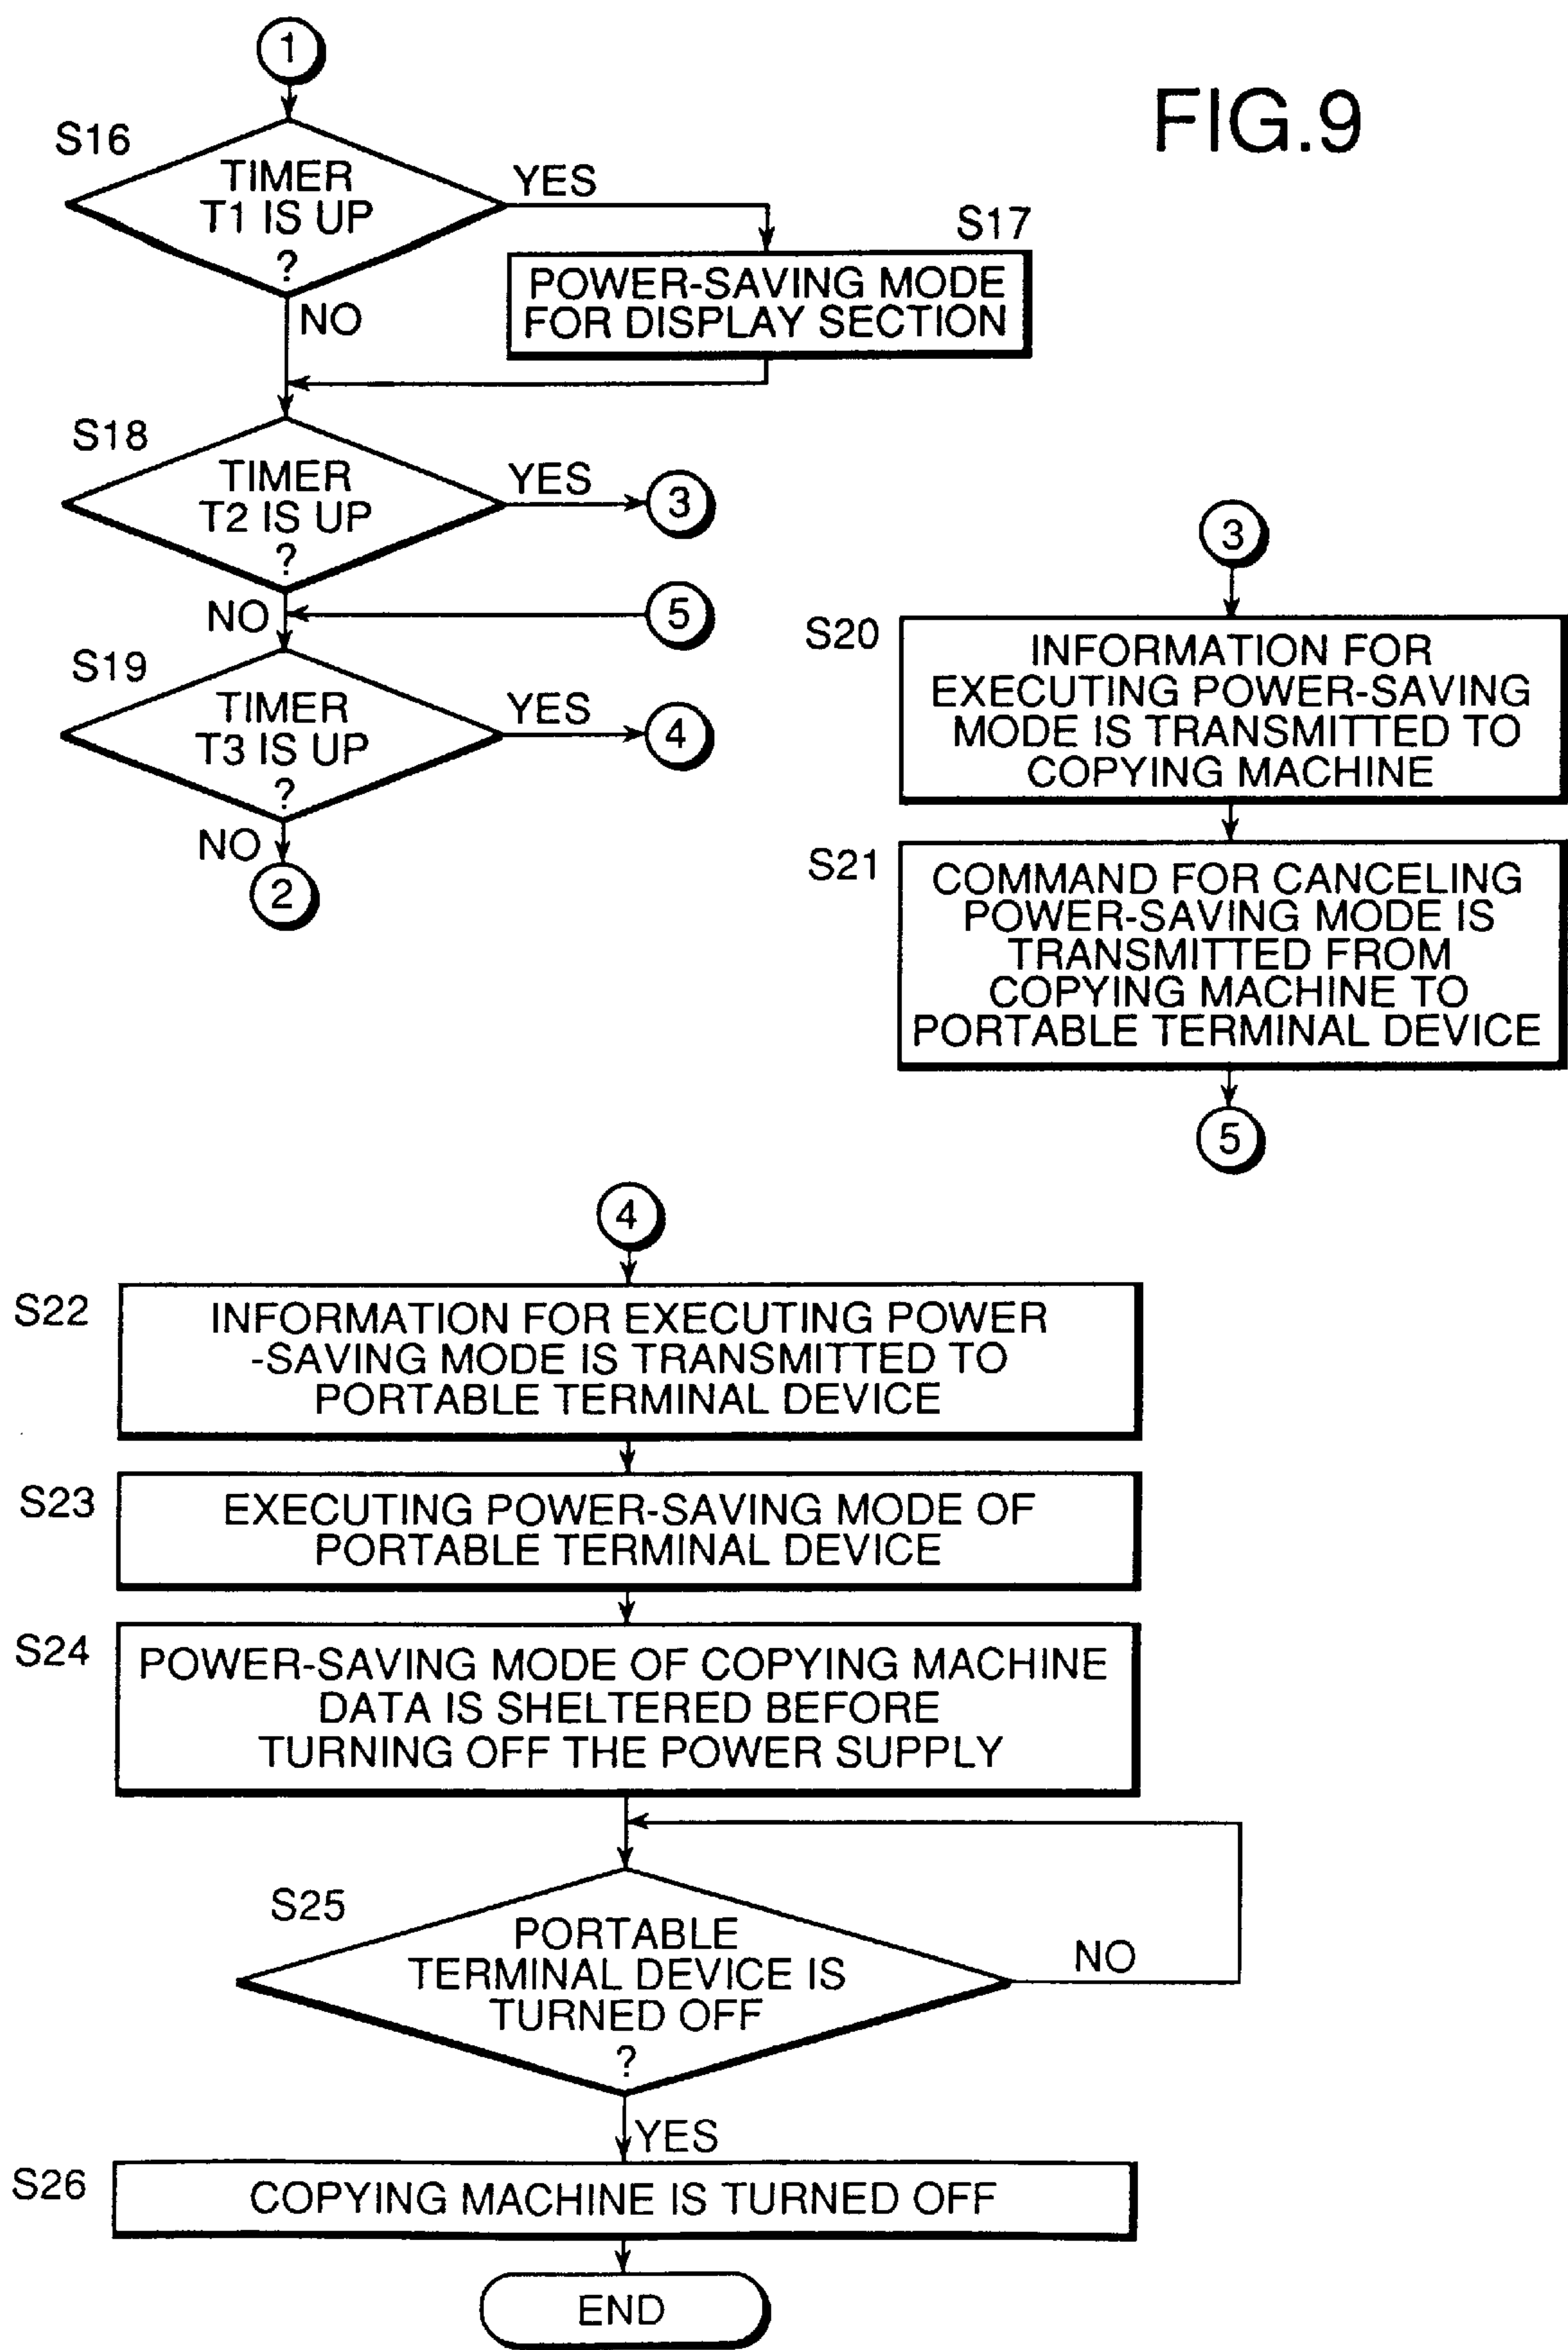 FIG.9
1
S16
TIMER
T1 IS UP
?
YES
NO
S17
POWER-SAVING MODE
FOR DISPLAY SECTION
S18
TIMER
T2 IS UP
?
YES
3
NO
5
S19
TIMER
T3 IS UP
?
YES
4
NO
2
3
S20
INFORMATION FOR
EXECUTING POWER-SAVING
MODE IS TRANSMITTED TO
COPYING MACHINE
S21
COMMAND FOR CANCELING
POWER-SAVING MODE IS
TRANSMITTED FROM
COPYING MACHINE TO
PORTABLE TERMINAL DEVICE
5
4
S22
INFORMATION FOR EXECUTING POWER
-SAVING MODE IS TRANSMITTED TO
PORTABLE TERMINAL DEVICE
S23
EXECUTING POWER-SAVING MODE OF
PORTABLE TERMINAL DEVICE
S24
POWER-SAVING MODE OF COPYING MACHINE
DATA IS SHELTERED BEFORE
TURNING OFF THE POWER SUPPLY
S25
PORTABLE
TERMINAL DEVICE IS
TURNED OFF
?
NO
YES
S26
COPYING MACHINE IS TURNED OFF
END